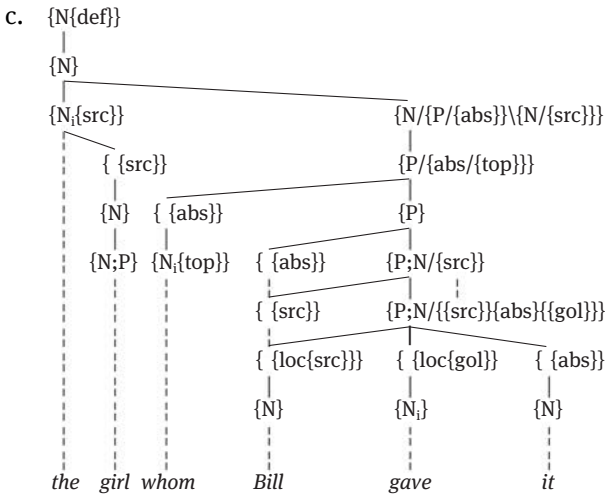 c. {N{def}}
{N}
{Nᵢ{src}} {N/{P/{abs}}\{N/{src}}}
{ {src}} {P/{abs/{top}}}
{N} { {abs}} {P}
{N;P} {Nᵢ{top}} { {abs}} {P;N/{src}}
{ {src}} {P;N/{{src}}{abs}{{gol}}}
{ {loc{src}}} { {loc{gol}} { {abs}}
{N} {Nᵢ} {N}
the girl whom Bill gave it